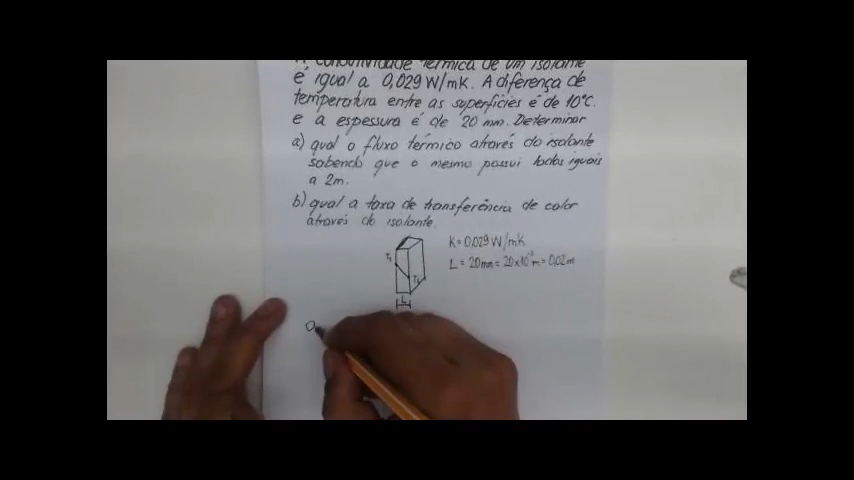 condutividade térmica de um isolante
é igual a 0,029 W/mK. A diferença de
temperatura entre as superfícies é de 10°C.
e a espessura é de 20 mm. Determinar
a) qual o fluxo térmico através do isolante
sabendo que o mesmo possui lados iguais
a 2m.
b) qual a taxa de transferência de calor
através do isolante.
K = 0,029 W/mK
T₁
L = 20mm = 20x10⁻³m = 0,02m
T₂
L